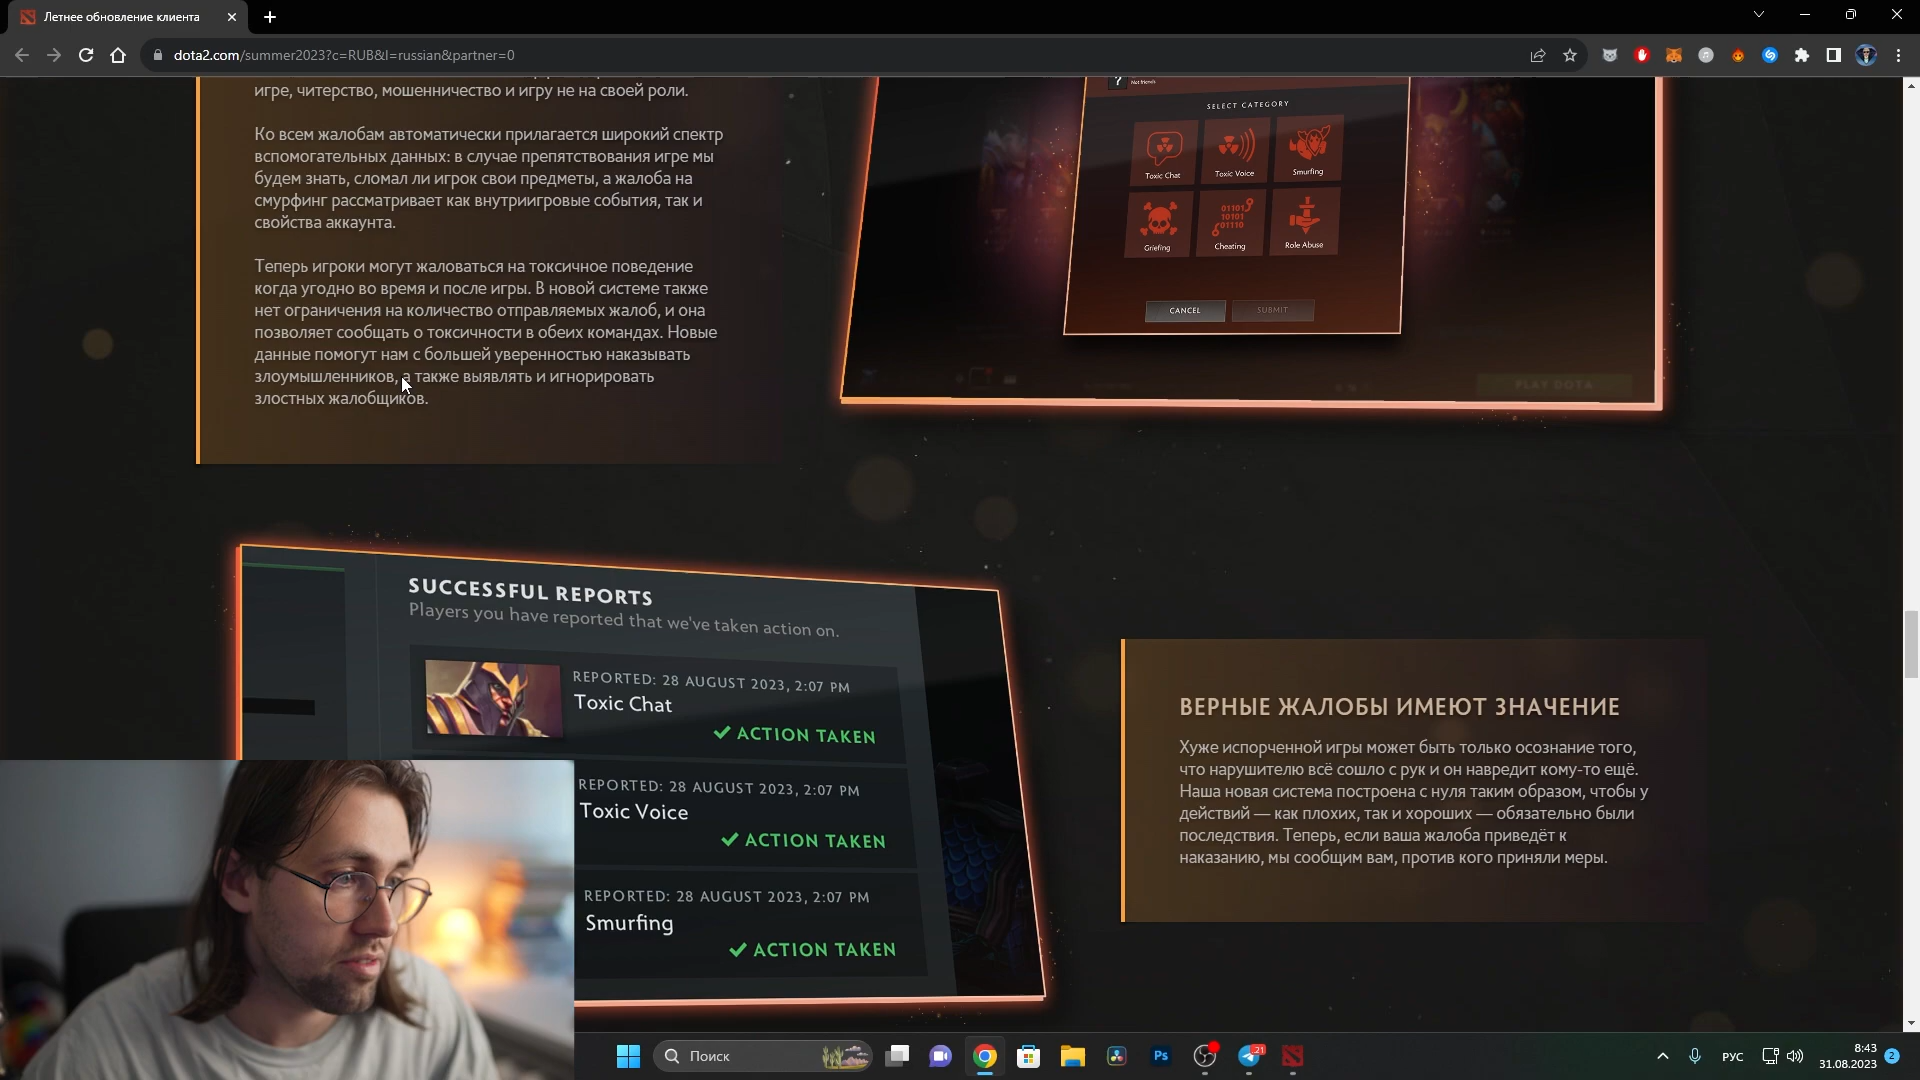 Летнее обновление клиента
dota2.com/summer2023?c=RUB&l=russian&partner=0
игре, читерство, мошенничество и игру не на своей роли.
Ко всем жалобам автоматически прилагается широкий спектр
вспомогательных данных: в случае препятствования игре мы
будем знать, сломал ли игрок свои предметы, а жалоба на
смурфинг рассматривает как внутриигровые события, так и
свойства аккаунта.
Теперь игроки могут жаловаться на токсичное поведение
когда угодно во время и после игры. В новой системе также
нет ограничения на количество отправляемых жалоб, и она
позволяет сообщать о токсичности в обеих командах. Новые
данные помогут нам с большей уверенностью наказывать
злоумышленников, а также выявлять и игнорировать
злостных жалобщиков.
?
Not friends
SELECT CATEGORY
Toxic Chat
Toxic Voice
Smurfing
01101
10101
01110
Griefing
Cheating
Role Abuse
CANCEL
SUBMIT
PLAY DOTA
SUCCESSFUL REPORTS
Players you have reported that we've taken action on.
REPORTED: 28 AUGUST 2023, 2:07 PM
Toxic Chat
ACTION TAKEN
REPORTED: 28 AUGUST 2023, 2:07 PM
Toxic Voice
ACTION TAKEN
REPORTED: 28 AUGUST 2023, 2:07 PM
Smurfing
ACTION TAKEN
ВЕРНЫЕ ЖАЛОБЫ ИМЕЮТ ЗНАЧЕНИЕ
Хуже испорченной игры может быть только осознание того,
что нарушителю всё сошло с рук и он навредит кому-то ещё.
Наша новая система построена с нуля таким образом, чтобы у
действий — как плохих, так и хороших — обязательно были
последствия. Теперь, если ваша жалоба приведёт к
наказанию, мы сообщим вам, против кого приняли меры.
Поиск
Ps
21
РУС
8:43
31.08.2023
2